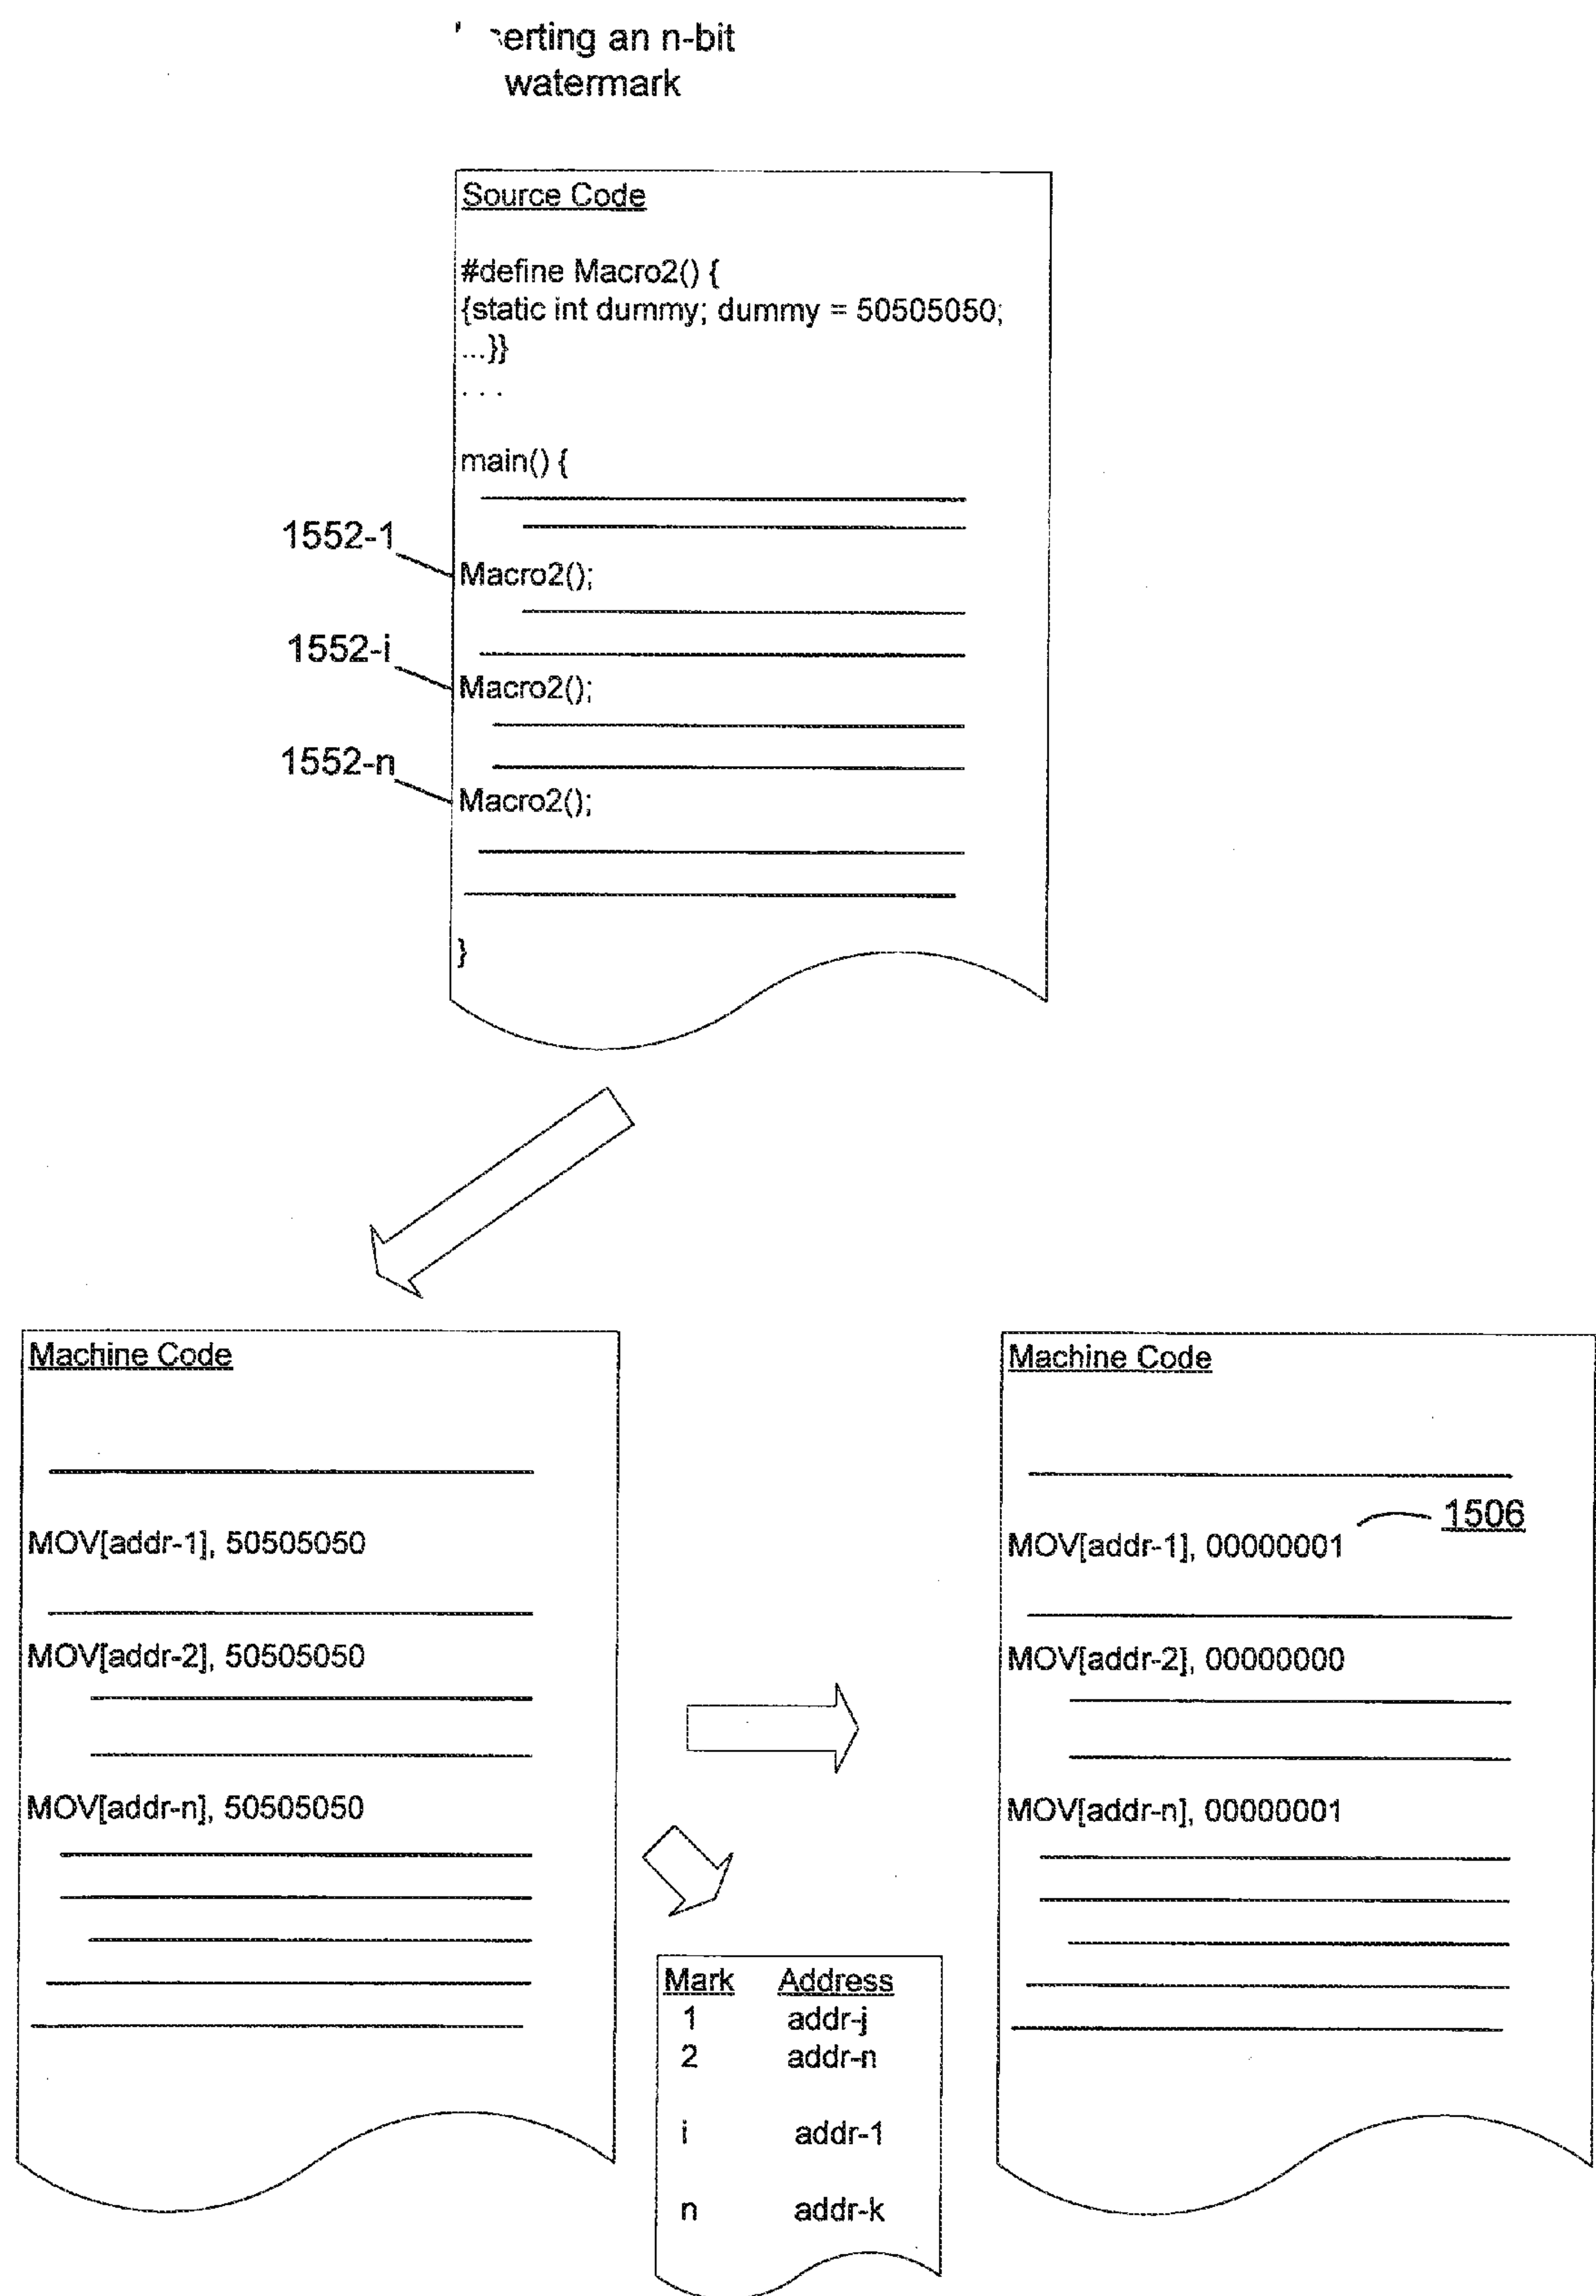 an n-bit
watermark
Source Code
#define Macro2() {
{static int dummy; dummy = 50505050;
...}}
. . .
main() {
1552-1
Macro2();
1552-i
Macro2();
1552-n
Macro2();
}
Machine Code
MOV[addr-1], 50505050
MOV[addr-2], 50505050
MOV[addr-n], 50505050
Machine Code
1506
MOV[addr-1], 00000001
MOV[addr-2], 00000000
MOV[addr-n], 00000001
Mark Address
1 addr-j
2 addr-n
i addr-1
n addr-k